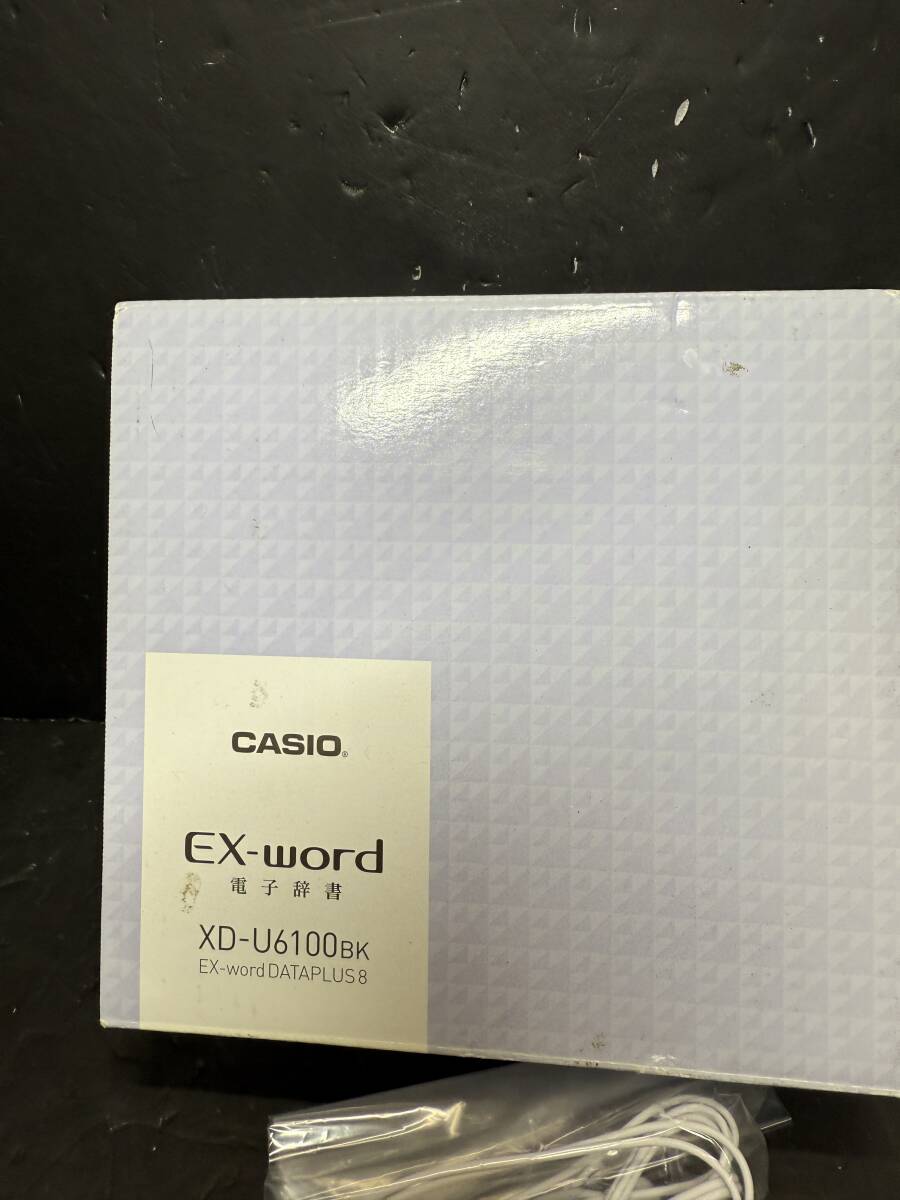 CASIO®
EX-word
電子辞書
XD-U6100BK
EX-word DATAPLUS 8